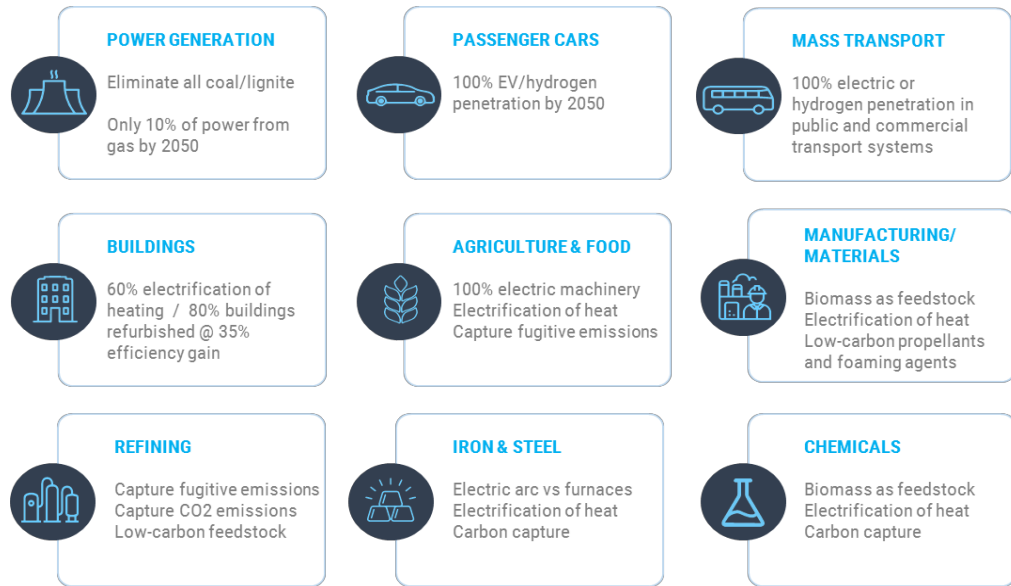 POWER GENERATION
Eliminate all coal/lignite
Only 10% of power from
gas by 2050
PASSENGER CARS
100% EV/hydrogen
penetration by 2050
MASS TRANSPORT
100% electric or
hydrogen penetration in
public and commercial
transport systems
BUILDINGS
60% electrification of
heating / 80% buildings
refurbished @ 35%
efficiency gain
AGRICULTURE & FOOD
100% electric machinery
Electrification of heat
Capture fugitive emissions
MANUFACTURING/
MATERIALS
Biomass as feedstock
Electrification of heat
Low-carbon propellants
and foaming agents
REFINING
Capture fugitive emissions
Capture CO2 emissions
Low-carbon feedstock
IRON & STEEL
Electric arc vs furnaces
Electrification of heat
Carbon capture
CHEMICALS
Biomass as feedstock
Electrification of heat
Carbon capture